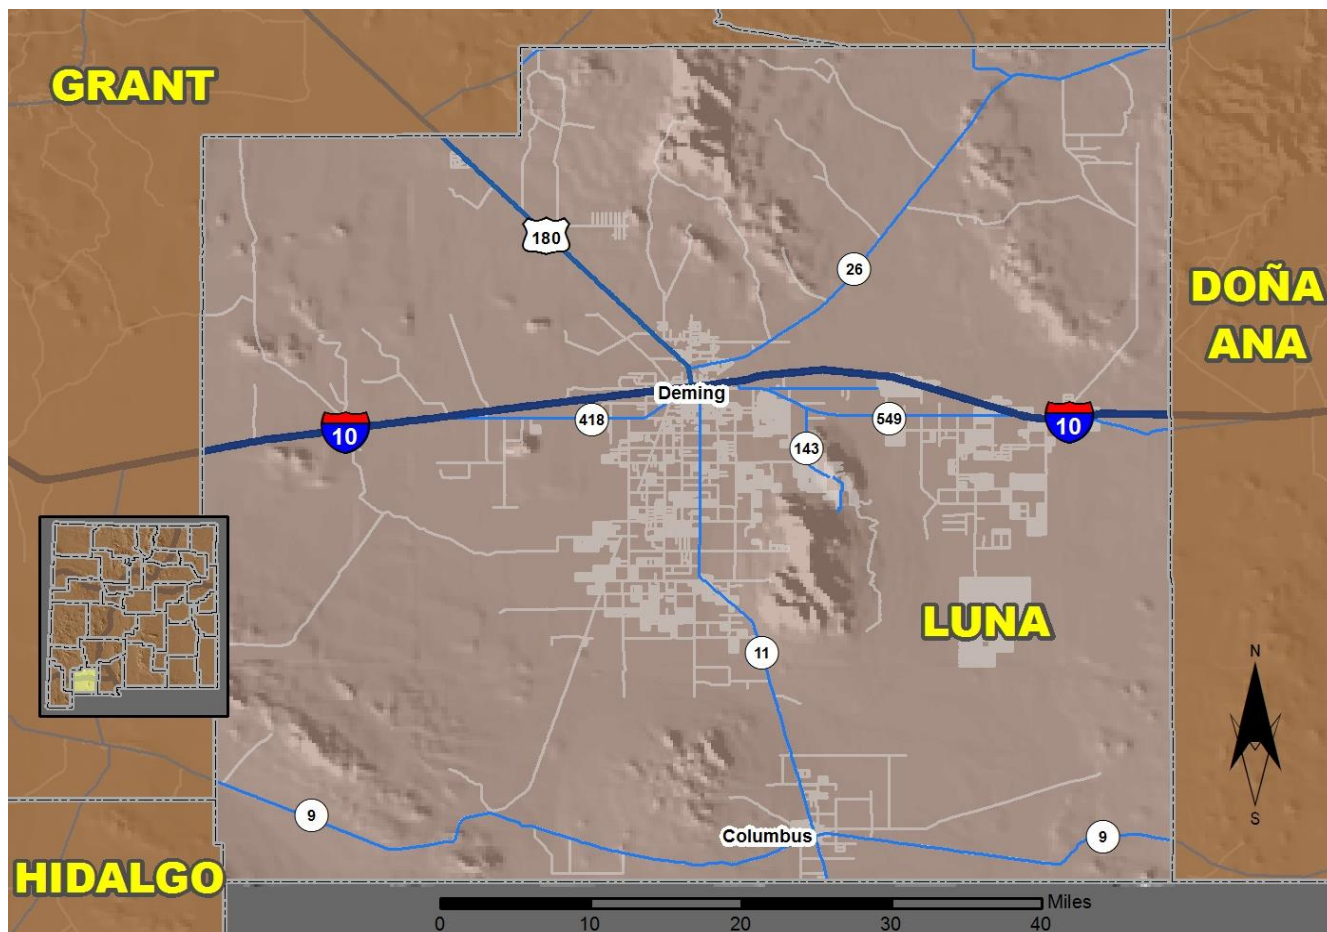 GRANT
180
26
DOÑA
ANA
Deming
418
549
10
10
143
LUNA
11
N
S
9
Columbus
9
HIDALGO
Miles
0 10 20 30 40